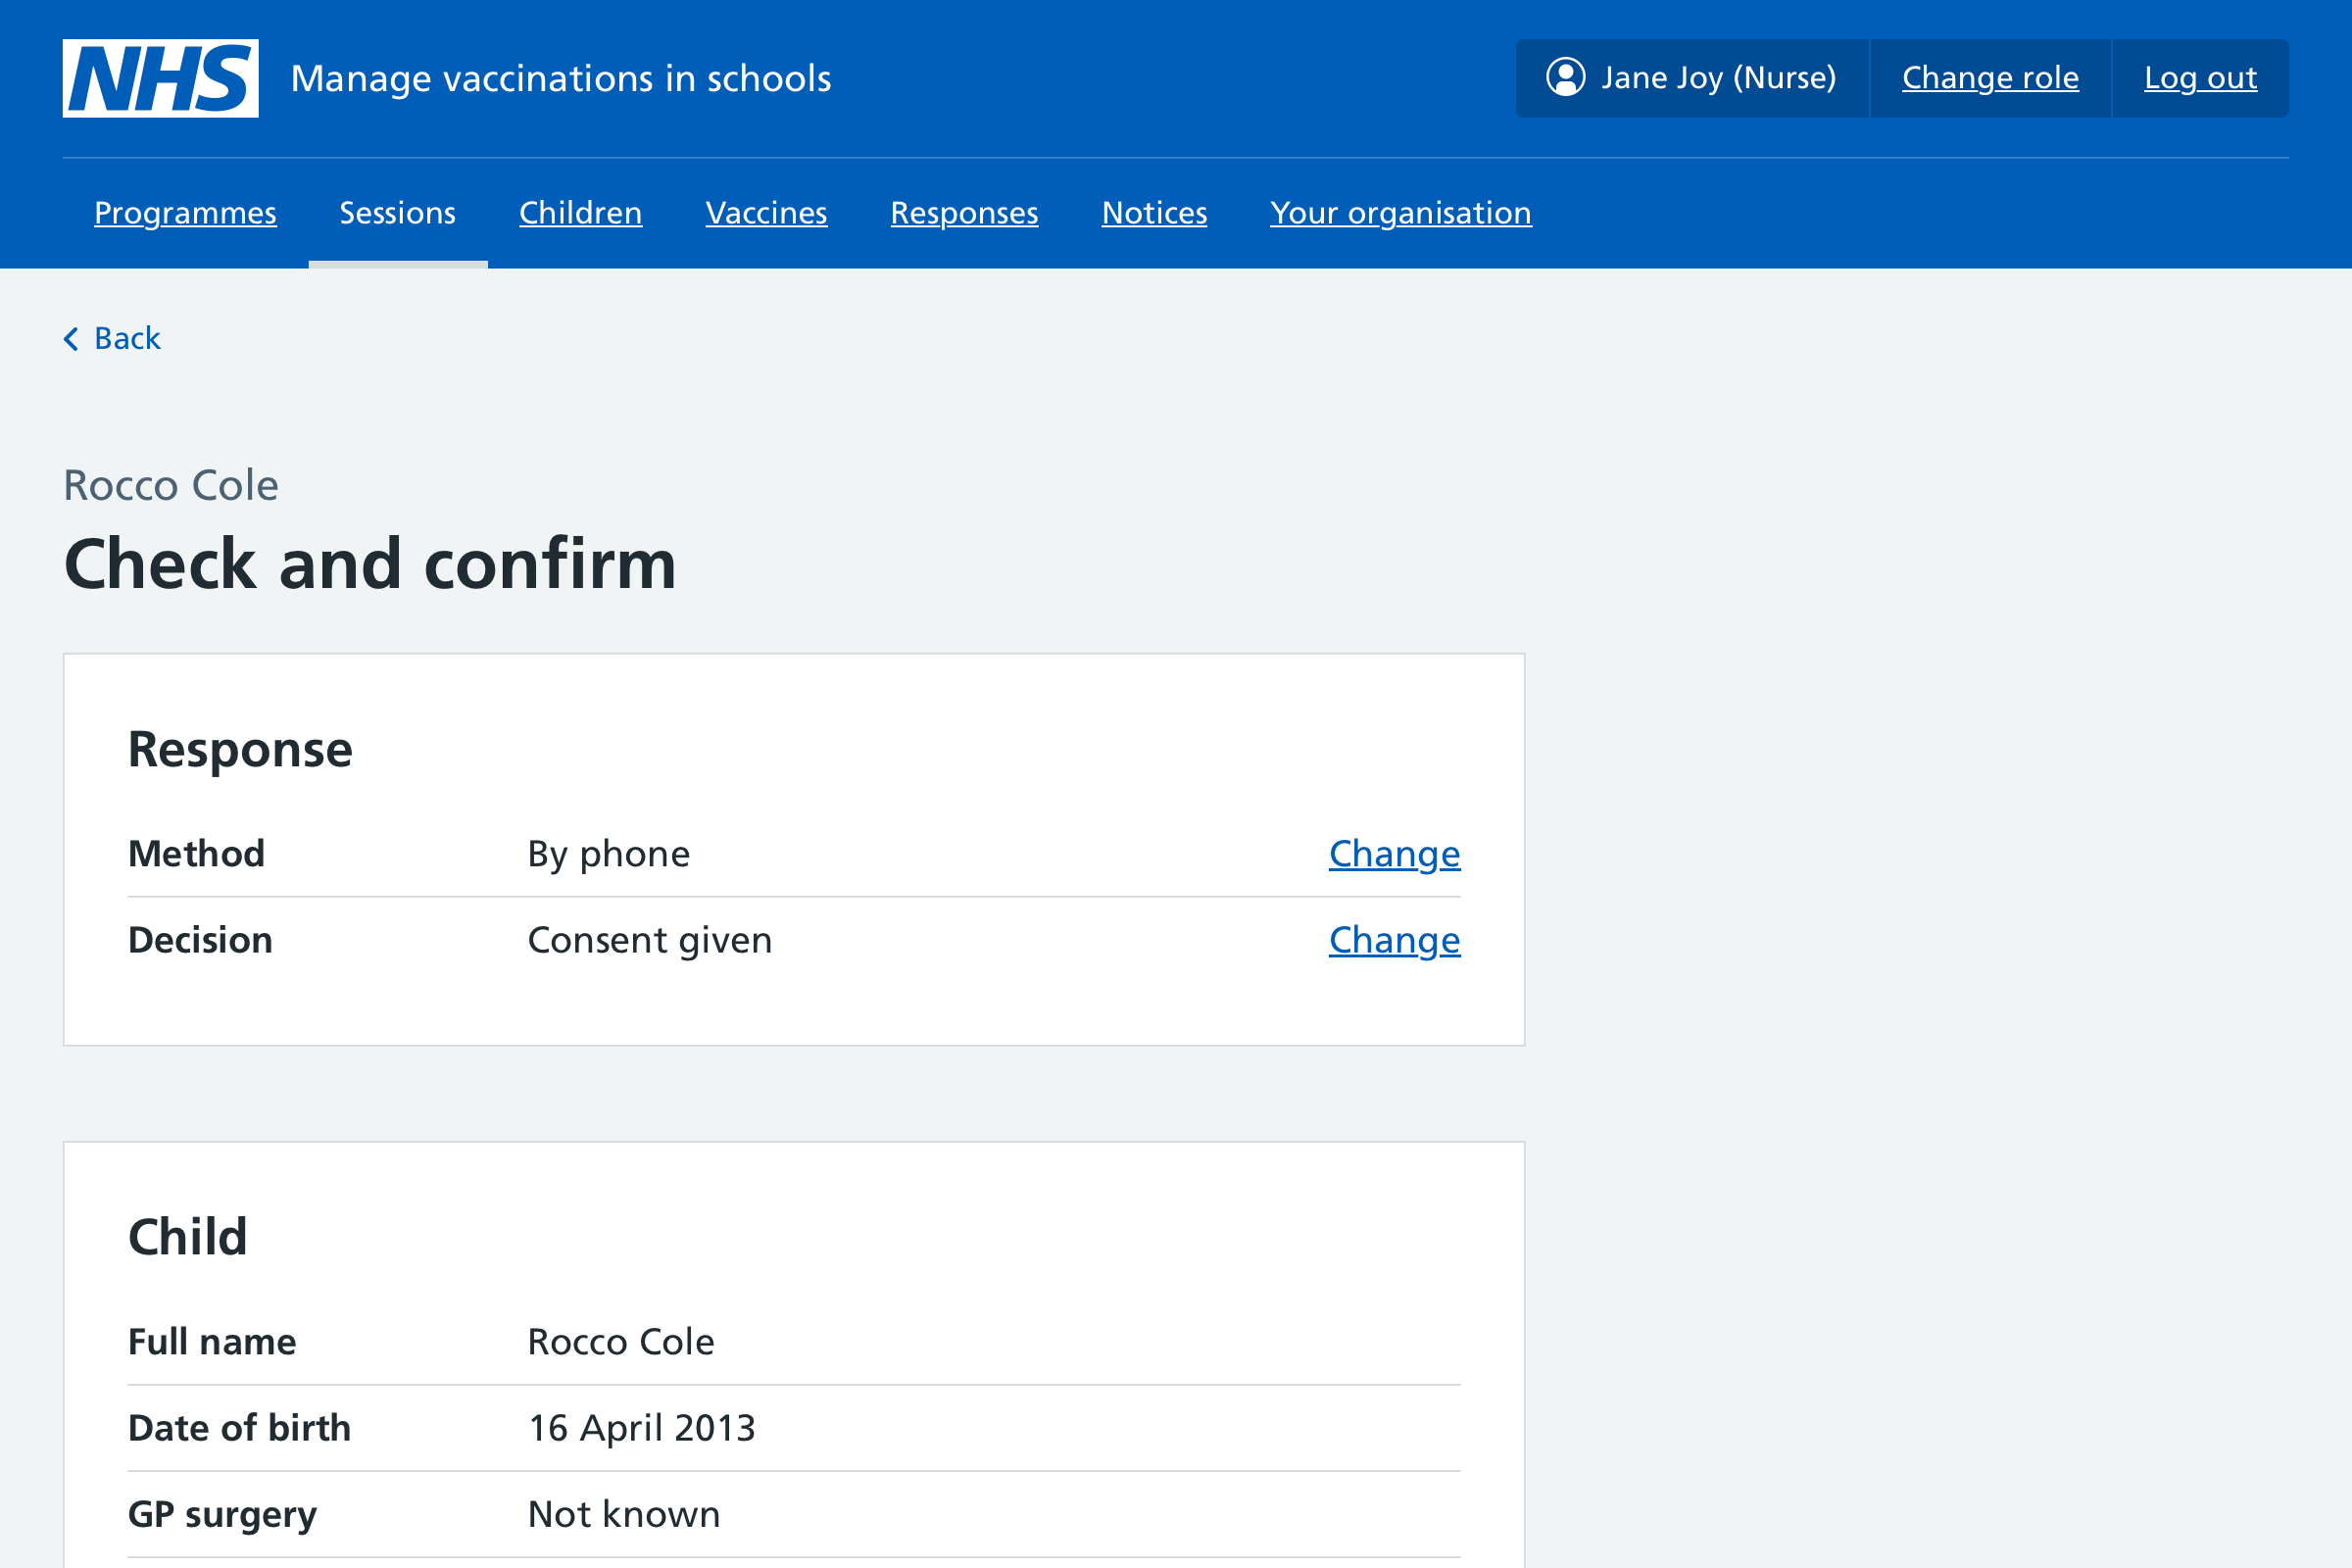 NHS Manage vaccinations in schools Jane Joy (Nurse) Change role Log out
Programmes Sessions Children Vaccines Responses Notices Your organisation
Back
Rocco Cole
Check and confirm
Response
Method By phone Change
Decision Consent given Change
Child
Full name Rocco Cole
Date of birth 16 April 2013
GP surgery Not known